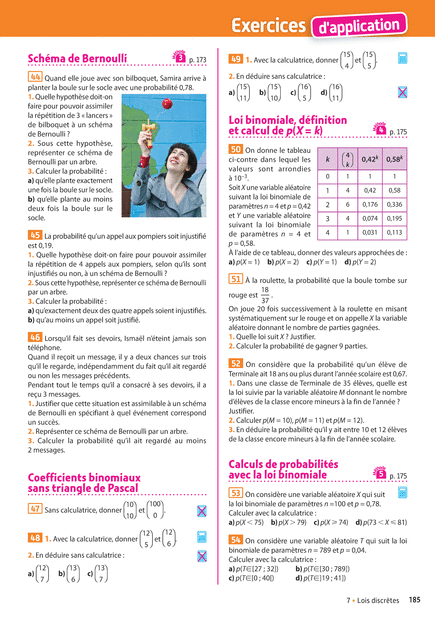 Exercices d'application
Schéma de Bernoulli 3 p. 173
44 Quand elle joue avec son bilboquet, Samira arrive à
planter la boule sur le socle avec une probabilité 0,78.
1. Quelle hypothèse doit-on
faire pour pouvoir assimiler
la répétition de 3 « lancers »
de bilboquet à un schéma
de Bernoulli ?
2. Sous cette hypothèse,
représenter ce schéma de
Bernoulli par un arbre.
3. Calculer la probabilité :
a) qu'elle plante exactement
une fois la boule sur le socle.
b) qu'elle plante au moins
deux fois la boule sur le
socle.
45 La probabilité qu'un appel aux pompiers soit injustifié
est 0,19.
1. Quelle hypothèse doit-on faire pour pouvoir assimiler
la répétition de 4 appels aux pompiers, selon qu'ils sont
injustifiés ou non, à un schéma de Bernoulli ?
2. Sous cette hypothèse, représenter ce schéma de Bernoulli
par un arbre.
3. Calculer la probabilité :
a) qu'exactement deux des quatre appels soient injustifiés.
b) qu'au moins un appel soit justifié.
46 Lorsqu'il fait ses devoirs, Ismaël n'éteint jamais son
téléphone.
Quand il reçoit un message, il y a deux chances sur trois
qu'il le regarde, indépendamment du fait qu'il ait regardé
ou non les messages précédents.
Pendant tout le temps qu'il a consacré à ses devoirs, il a
reçu 3 messages.
1. Justifier que cette situation est assimilable à un schéma
de Bernoulli en spécifiant à quel événement correspond
un succès.
2. Représenter ce schéma de Bernoulli par un arbre.
3. Calculer la probabilité qu'il ait regardé au moins
2 messages.
Coefficients binomiaux
sans triangle de Pascal
47 Sans calculatrice, donner (10 10) et (100 0).
48 1. Avec la calculatrice, donner (12 5) et (12 6).
2. En déduire sans calculatrice :
a) (12 7) b) (13 6) c) (13 7)
49 1. Avec la calculatrice, donner (15 4) et (15 5).
2. En déduire sans calculatrice :
a) (15 11) b) (15 10) c) (16 5) d) (16 11)
Loi binomiale, définition
et calcul de p(X = k) 4 p. 175
50 On donne le tableau
ci-contre dans lequel les
valeurs sont arrondies
à 10⁻³.
Soit X une variable aléatoire
suivant la loi binomiale de
paramètres n = 4 et p = 0,42
et Y une variable aléatoire
suivant la loi binomiale
de paramètres n = 4 et
p = 0,58.
k (4 k) 0,42ᵏ 0,58ᵏ
0 1 1 1
1 4 0,42 0,58
2 6 0,176 0,336
3 4 0,074 0,195
4 1 0,031 0,113
À l'aide de ce tableau, donner des valeurs approchées de :
a) p(X = 1) b) p(X = 2) c) p(Y = 1) d) p(Y = 2)
51 À la roulette, la probabilité que la boule tombe sur
rouge est 18/37.
On joue 20 fois successivement à la roulette en misant
systématiquement sur le rouge et on appelle X la variable
aléatoire donnant le nombre de parties gagnées.
1. Quelle loi suit X ? Justifier.
2. Calculer la probabilité de gagner 9 parties.
52 On considère que la probabilité qu'un élève de
Terminale ait 18 ans ou plus durant l'année scolaire est 0,67.
1. Dans une classe de Terminale de 35 élèves, quelle est
la loi suivie par la variable aléatoire M donnant le nombre
d'élèves de la classe encore mineurs à la fin de l'année ?
Justifier.
2. Calculer p(M = 10), p(M = 11) et p(M = 12).
3. En déduire la probabilité qu'il y ait entre 10 et 12 élèves
de la classe encore mineurs à la fin de l'année scolaire.
Calculs de probabilités
avec la loi binomiale 5 p. 175
53 On considère une variable aléatoire X qui suit
la loi binomiale de paramètres n = 100 et p = 0,78.
Calculer avec la calculatrice :
a) p(X < 75) b) p(X > 79) c) p(X ⩾ 74) d) p(73 < X ⩽ 81)
54 On considère une variable aléatoire T qui suit la loi
binomiale de paramètres n = 789 et p = 0,04.
Calculer avec la calculatrice :
a) p(T∈[27 ; 32]) b) p(T∈[30 ; 789])
c) p(T∈[0 ; 40[) d) p(T∈]19 ; 41])
7 • Lois discrètes 185